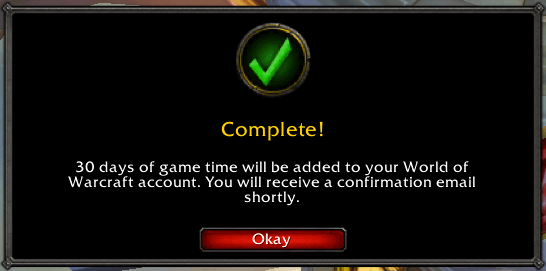 Complete!
30 days of game time will be added to your World of
Warcraft account. You will receive a confirmation email
shortly.
Okay